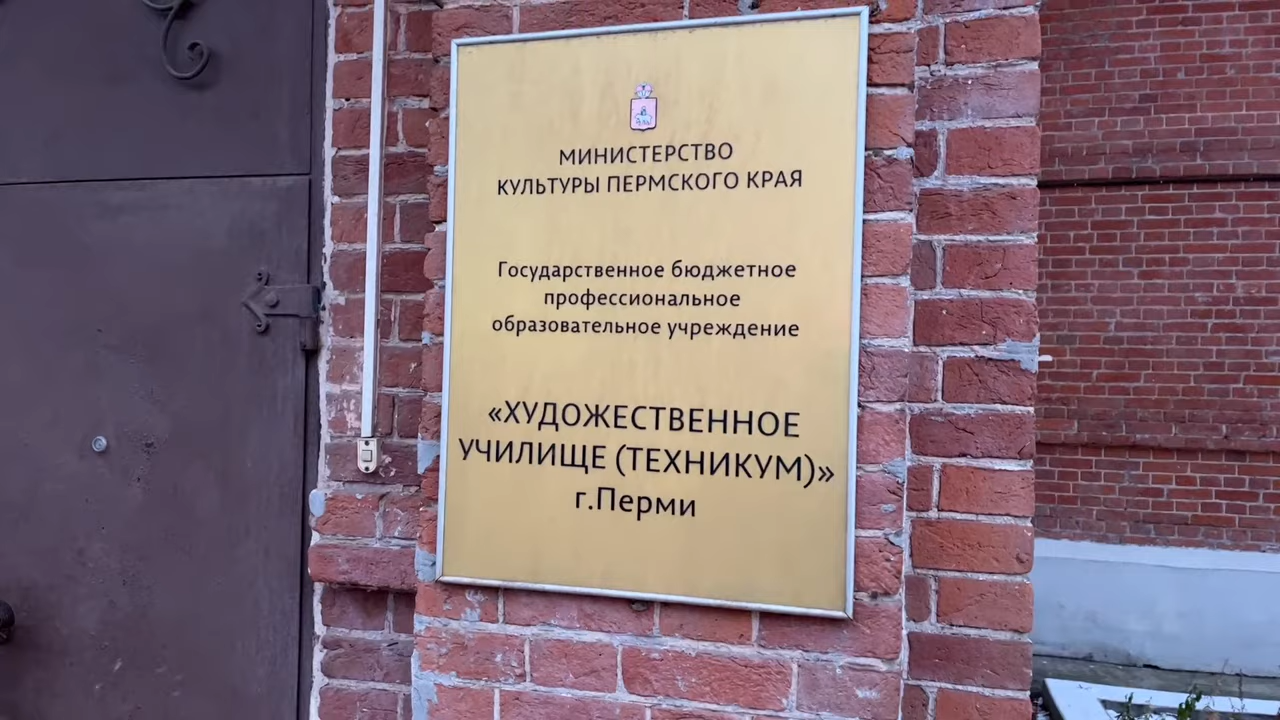 МИНИСТЕРСТВО
КУЛЬТУРЫ ПЕРМСКОГО КРАЯ
Государственное бюджетное
профессиональное
образовательное учреждение
«ХУДОЖЕСТВЕННОЕ
УЧИЛИЩЕ (ТЕХНИКУМ)»
г.Перми